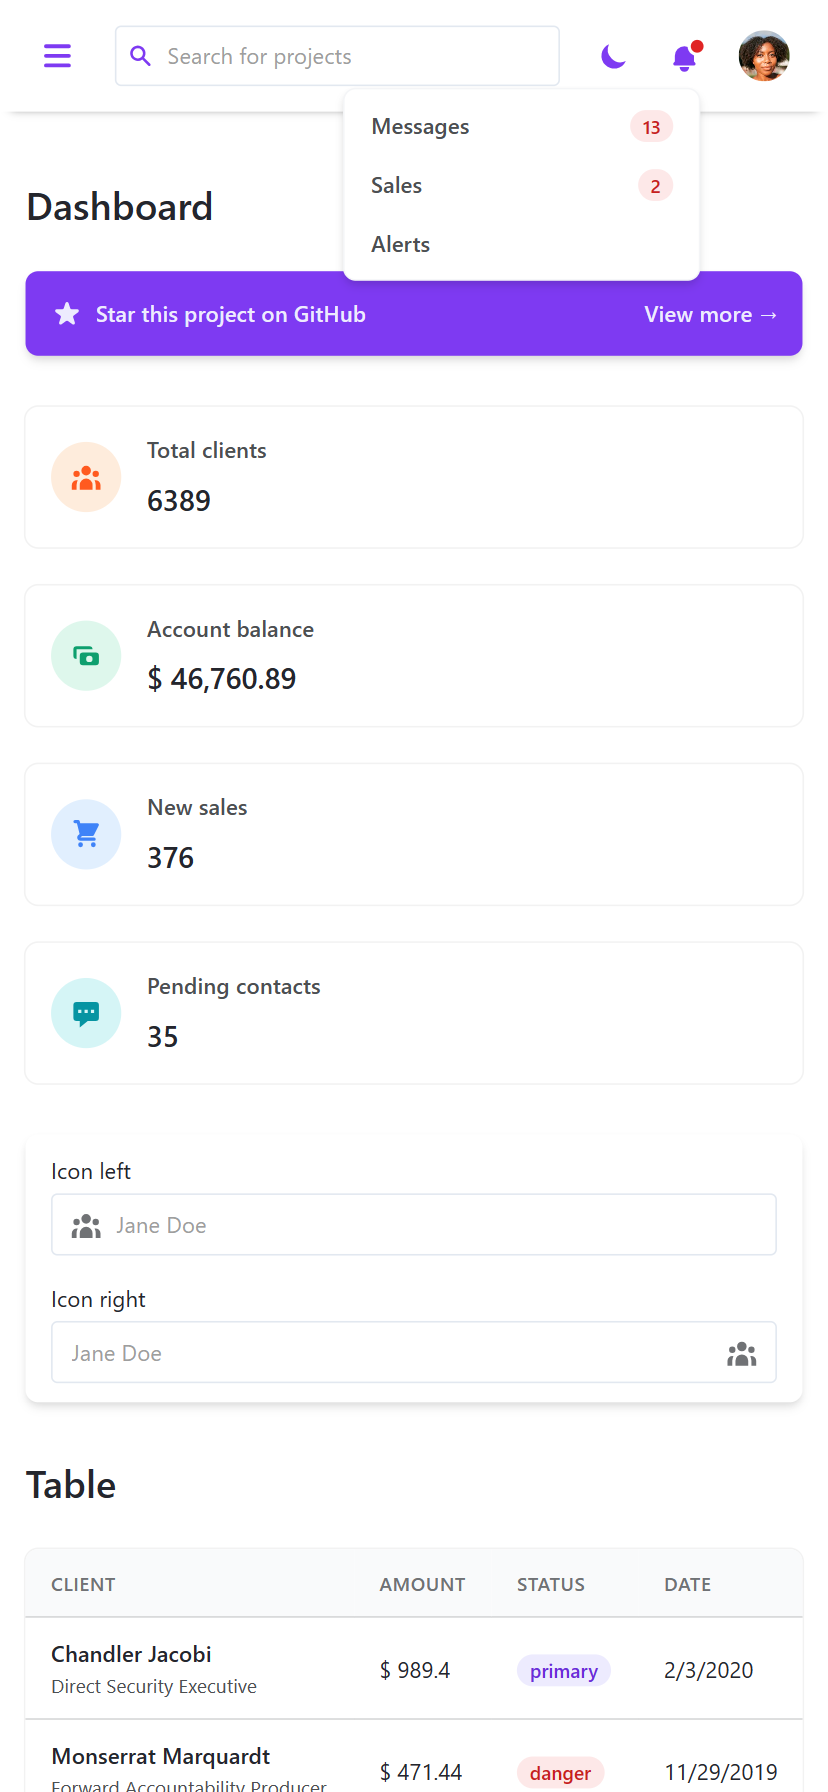 Search for projects
Messages 13
Sales 2
Alerts
Dashboard
Star this project on GitHub View more →
Total clients
6389
Account balance
$ 46,760.89
New sales
376
Pending contacts
35
Icon left
Jane Doe
Icon right
Jane Doe
Table
CLIENT AMOUNT STATUS DATE
Chandler Jacobi
Direct Security Executive
$ 989.4 primary 2/3/2020
Monserrat Marquardt
Forward Accountability Producer
$ 471.44 danger 11/29/2019